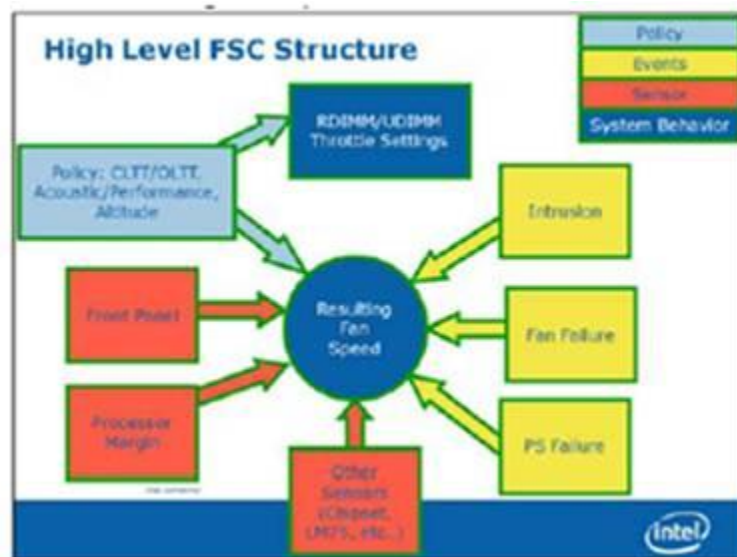 High Level FSC Structure
Policy
Events
Sensor
System Behavior
RDIMM/UDIMM
Throttle Settings
Policy: CLTT/OLTT,
Acoustic/Performance,
Altitude
Intrusion
Front Panel
Resulting
Fan
Speed
Fan Failure
Processor
Margin
PS Failure
Other
Sensors
(Chipset,
LM75, etc..)
intel